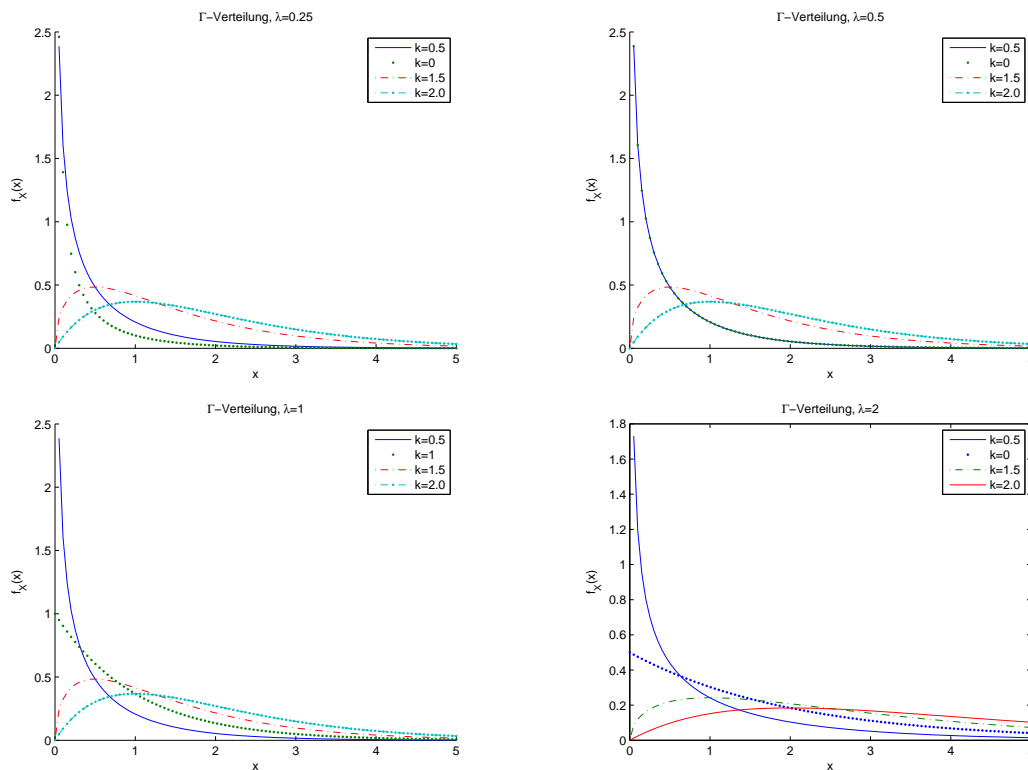 Γ−Verteilung, λ=0.25
2.5
2
1.5
1
0.5
0
0 1 2 3 4 5
x
k=0.5
k=0
k=1.5
k=2.0
Γ−Verteilung, λ=0.5
f_X(x)
2.5
2
1.5
1
0.5
0
0 1 2 3 4
x
k=0.5
k=0
k=1.5
k=2.0
Γ−Verteilung, λ=1
2.5
2
1.5
1
0.5
0
0 1 2 3 4 5
x
k=0.5
k=1
k=1.5
k=2.0
Γ−Verteilung, λ=2
f_X(x)
1.8
1.6
1.4
1.2
1
0.8
0.6
0.4
0.2
0
0 1 2 3 4
x
k=0.5
k=0
k=1.5
k=2.0